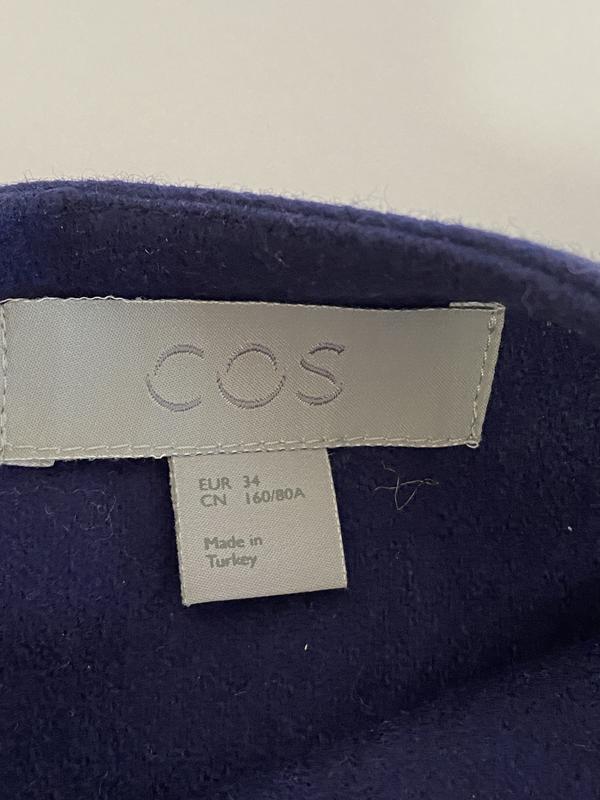 COS
EUR 34
CN 160/80A
Made in
Turkey